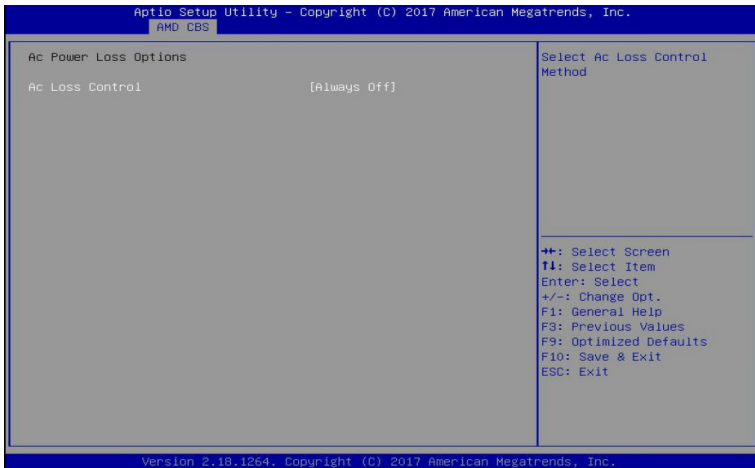 Aptio Setup Utility – Copyright (C) 2017 American Megatrends, Inc.
AMD CBS
Ac Power Loss Options
Ac Loss Control [Always Off]
Select Ac Loss Control
Method
→←: Select Screen
↑↓: Select Item
Enter: Select
+/-: Change Opt.
F1: General Help
F3: Previous Values
F9: Optimized Defaults
F10: Save & Exit
ESC: Exit
Version 2.18.1264. Copyright (C) 2017 American Megatrends, Inc.